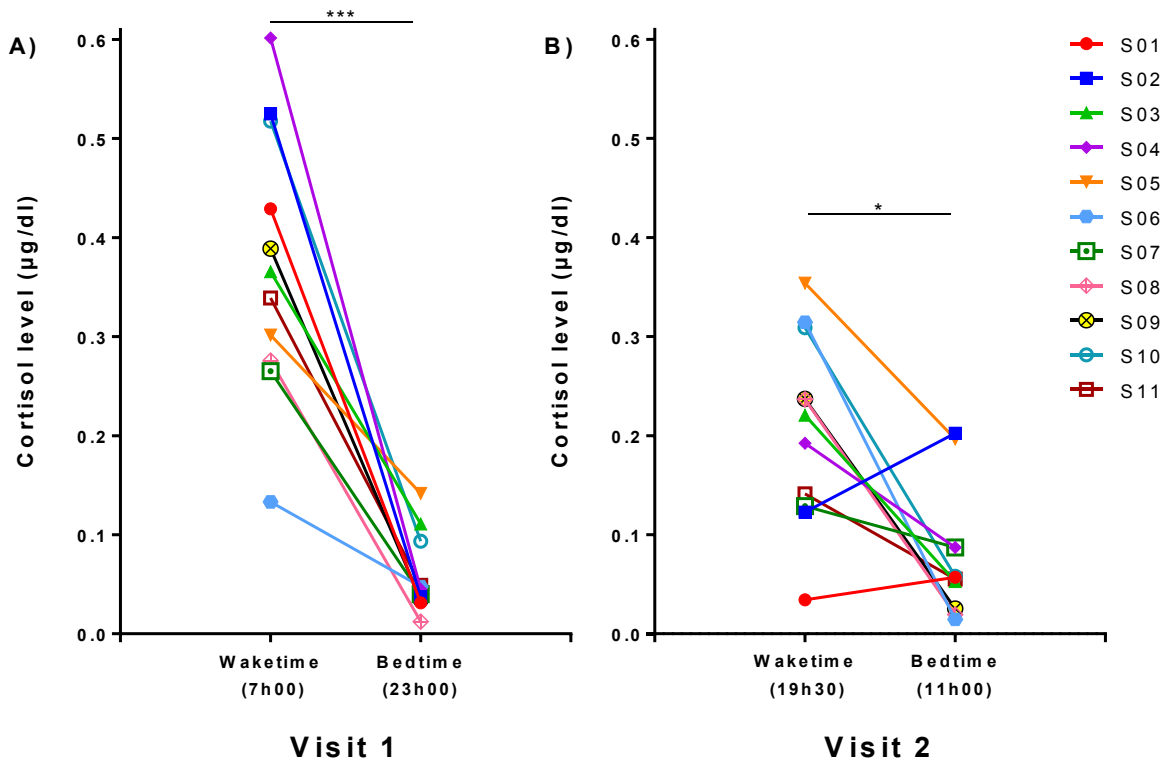 A)
***
0.6
0.5
0.4
0.3
0.2
0.1
0.0
Cortisol level (µg/dl)
Waketime
(7h00)
Bedtime
(23h00)
Visit 1
B)
*
0.6
0.5
0.4
0.3
0.2
0.1
0.0
Cortisol level (µg/dl)
Waketime
(19h30)
Bedtime
(11h00)
Visit 2
S01
S02
S03
S04
S05
S06
S07
S08
S09
S10
S11